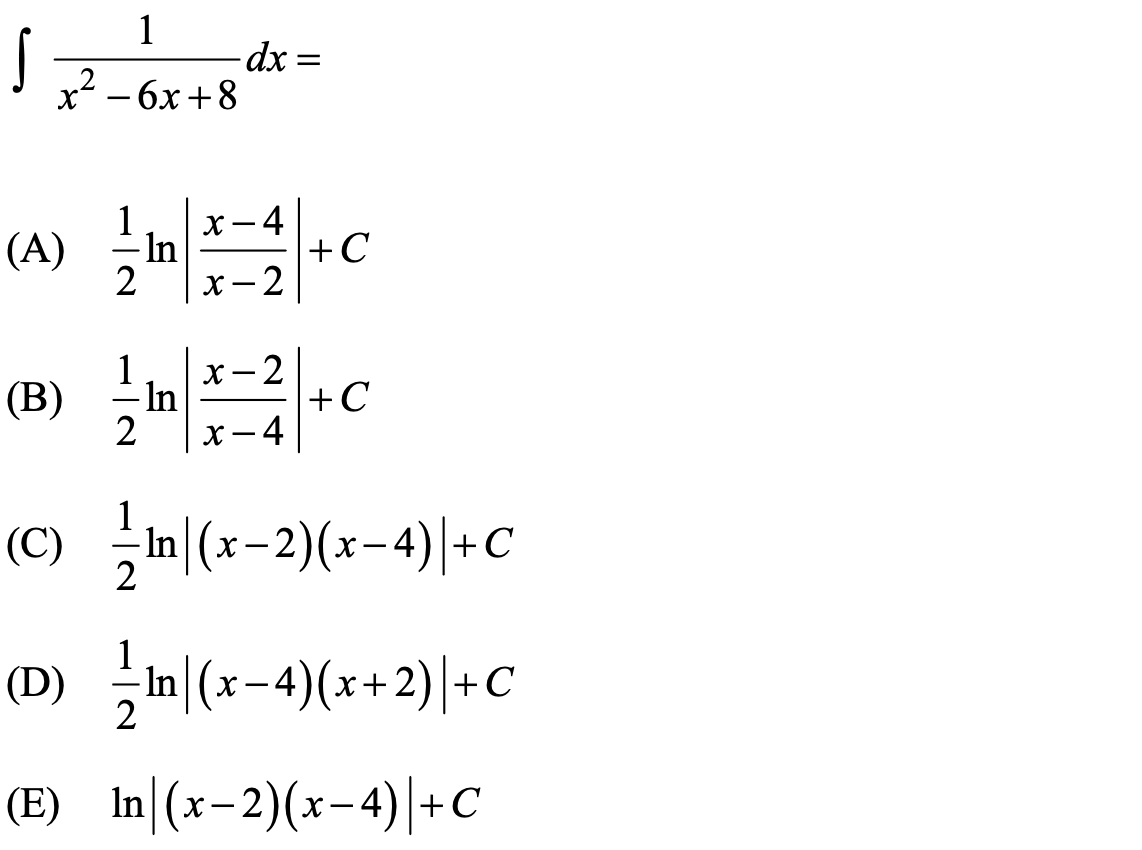 ∫ 1/(x² − 6x + 8) dx =
(A) 1/2 ln |(x − 4)/(x − 2)| + C
(B) 1/2 ln |(x − 2)/(x − 4)| + C
(C) 1/2 ln |(x − 2)(x − 4)| + C
(D) 1/2 ln |(x − 4)(x + 2)| + C
(E) ln |(x − 2)(x − 4)| + C